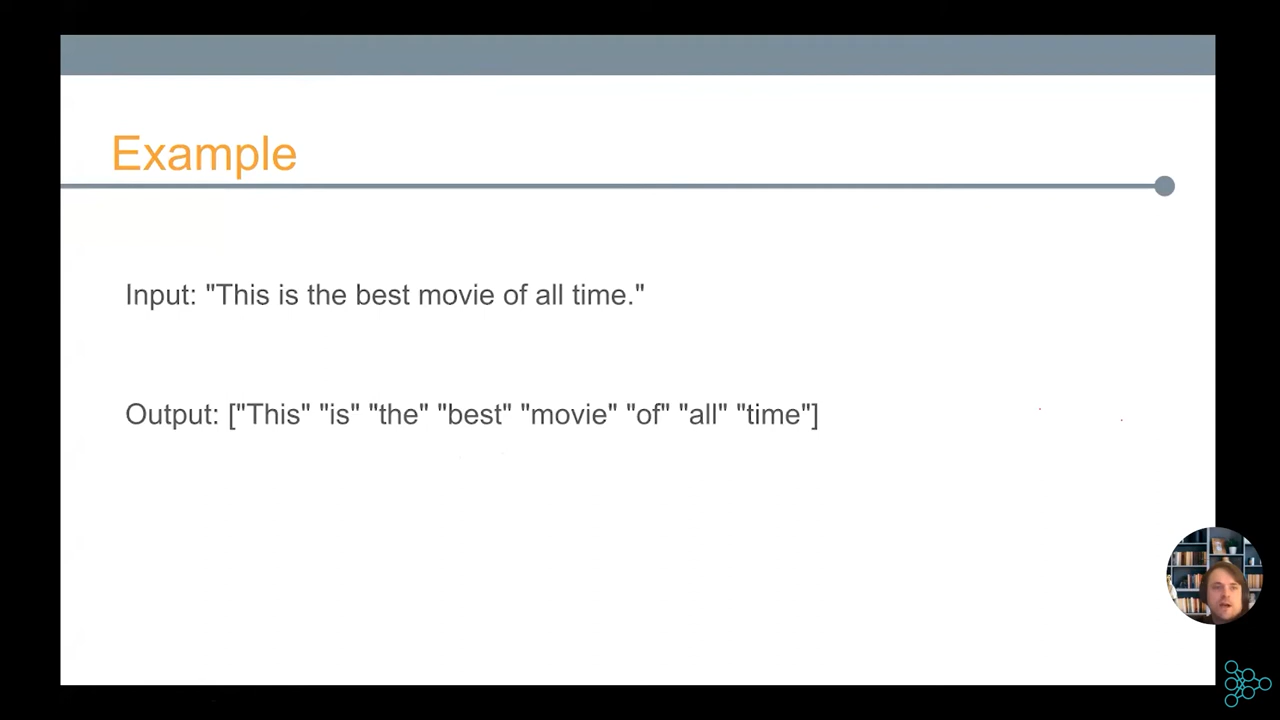 Example
Input: "This is the best movie of all time."
Output: ["This" "is" "the" "best" "movie" "of" "all" "time"]